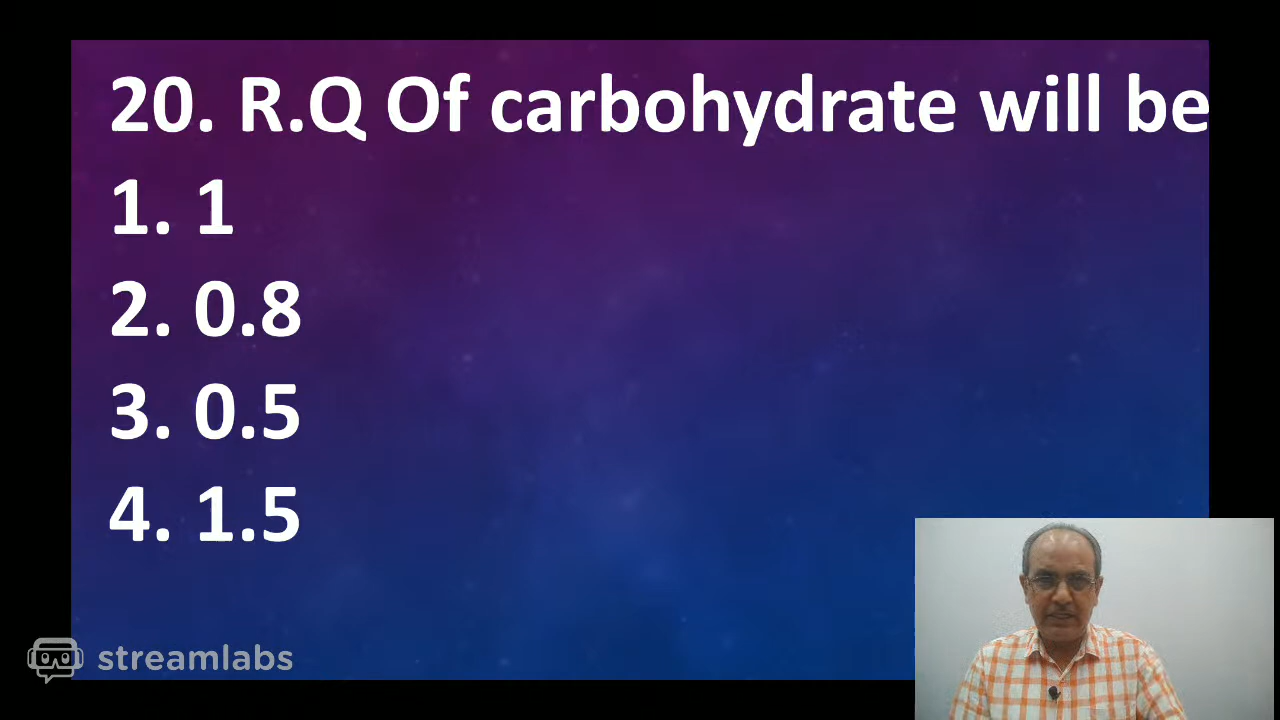 20. R.Q Of carbohydrate will be
1. 1
2. 0.8
3. 0.5
4. 1.5
streamlabs